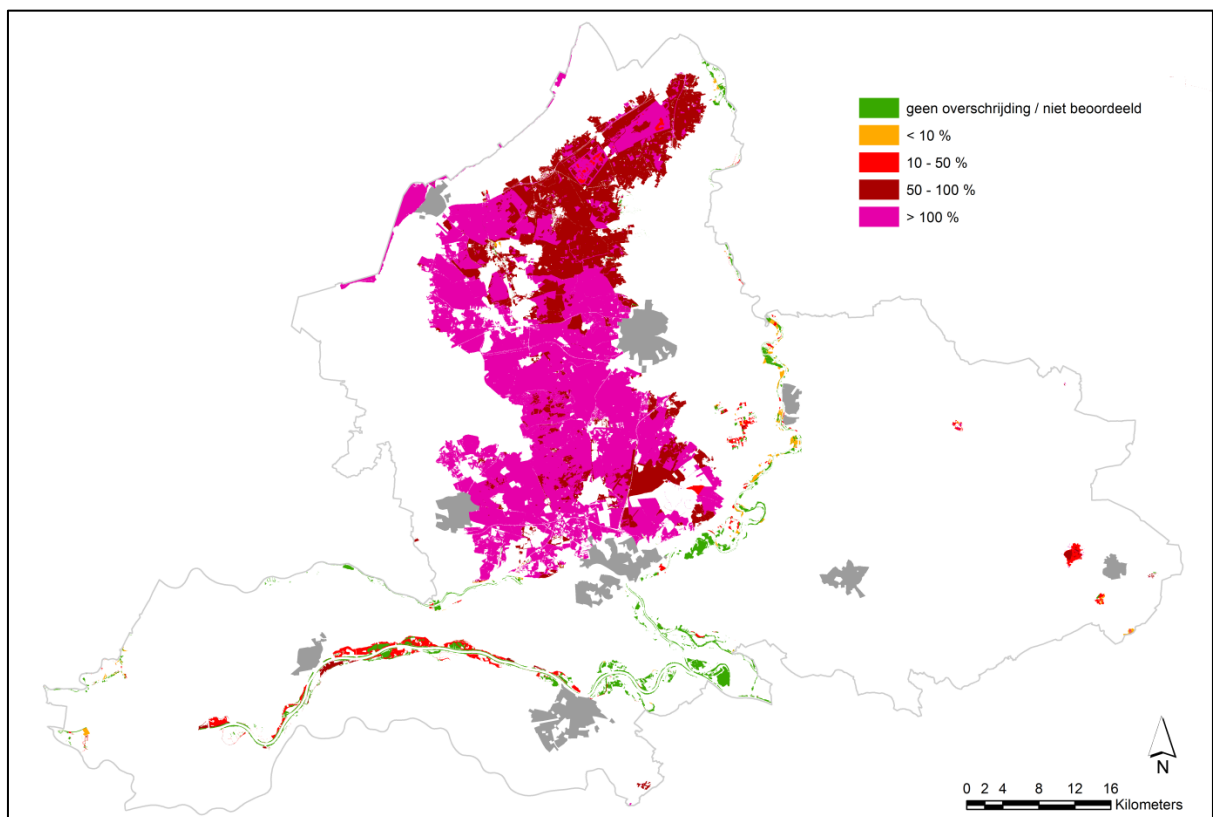 geen overschrijding / niet beoordeeld
< 10 %
10 - 50 %
50 - 100 %
> 100 %
N
0 2 4 8 12 16
Kilometers